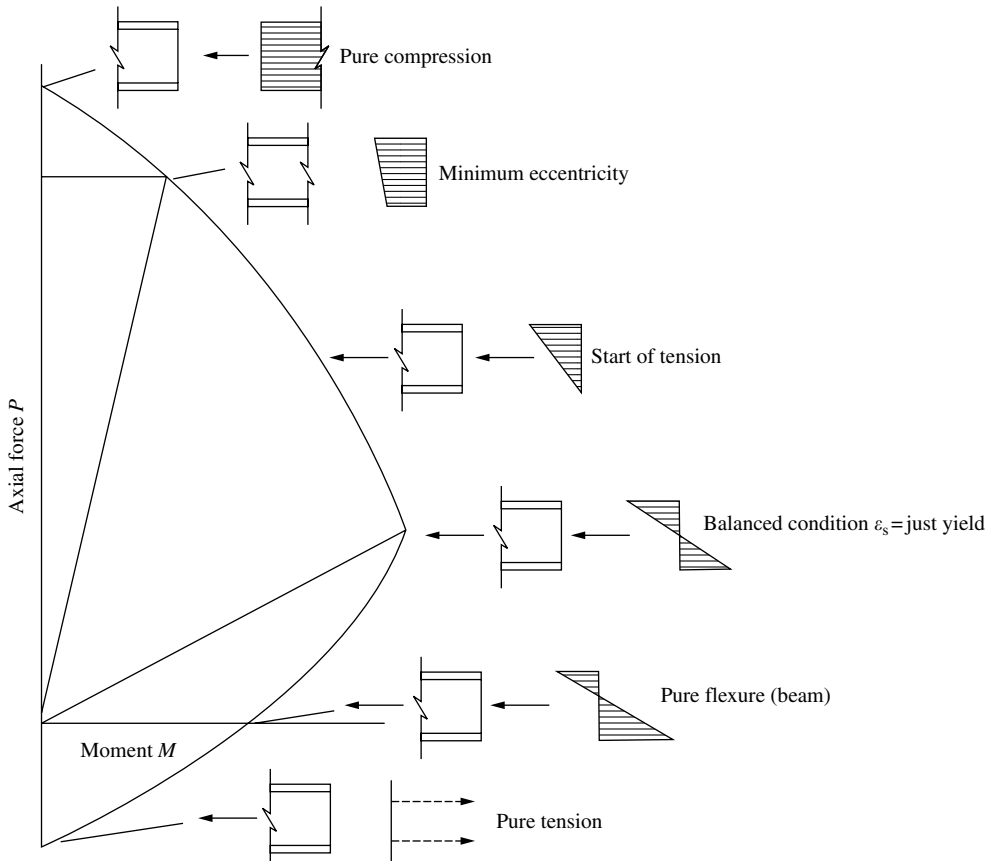 Pure compression
Minimum eccentricity
Start of tension
Axial force P
Balanced condition εs = just yield
Pure flexure (beam)
Moment M
Pure tension